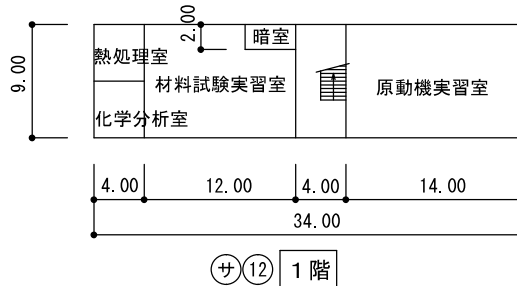 2.00
暗室
熱処理室
9.00
材料試験実習室
原動機実習室
化学分析室
4.00
12.00
4.00
14.00
34.00
サ 12 1階